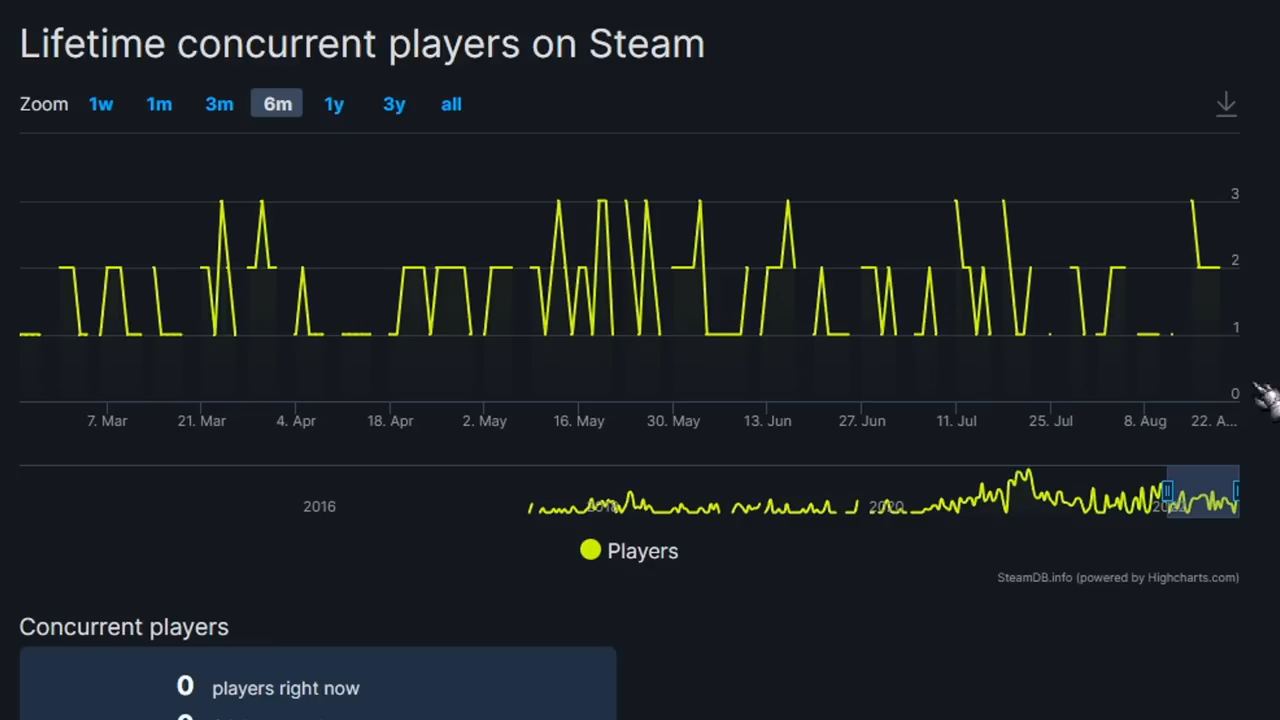 Lifetime concurrent players on Steam
Zoom 1w 1m 3m 6m 1y 3y all
3
2
1
0
7. Mar 21. Mar 4. Apr 18. Apr 2. May 16. May 30. May 13. Jun 27. Jun 11. Jul 25. Jul 8. Aug 22. A...
2016 2018 2020
Players
SteamDB.info (powered by Highcharts.com)
Concurrent players
0 players right now